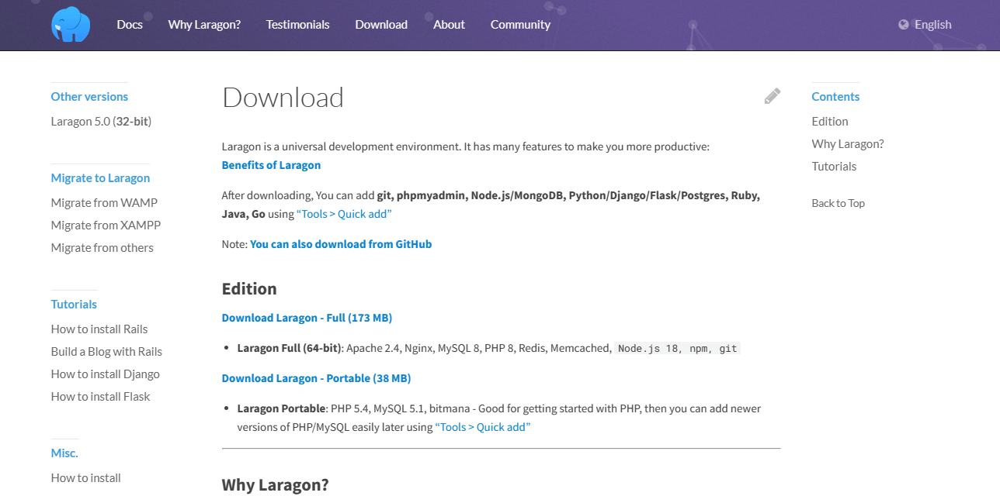 Docs Why Laragon? Testimonials Download About Community English
Other versions
Laragon 5.0 (32-bit)
Migrate to Laragon
Migrate from WAMP
Migrate from XAMPP
Migrate from others
Tutorials
How to install Rails
Build a Blog with Rails
How to install Django
How to install Flask
Misc.
How to install
Download
Laragon is a universal development environment. It has many features to make you more productive:
Benefits of Laragon
After downloading, You can add git, phpmyadmin, Node.js/MongoDB, Python/Django/Flask/Postgres, Ruby,
Java, Go using “Tools > Quick add”
Note: You can also download from GitHub
Edition
Download Laragon - Full (173 MB)
• Laragon Full (64-bit): Apache 2.4, Nginx, MySQL 8, PHP 8, Redis, Memcached, Node.js 18, npm, git
Download Laragon - Portable (38 MB)
• Laragon Portable: PHP 5.4, MySQL 5.1, bitmana - Good for getting started with PHP, then you can add newer
versions of PHP/MySQL easily later using “Tools > Quick add”
Why Laragon?
Contents
Edition
Why Laragon?
Tutorials
Back to Top